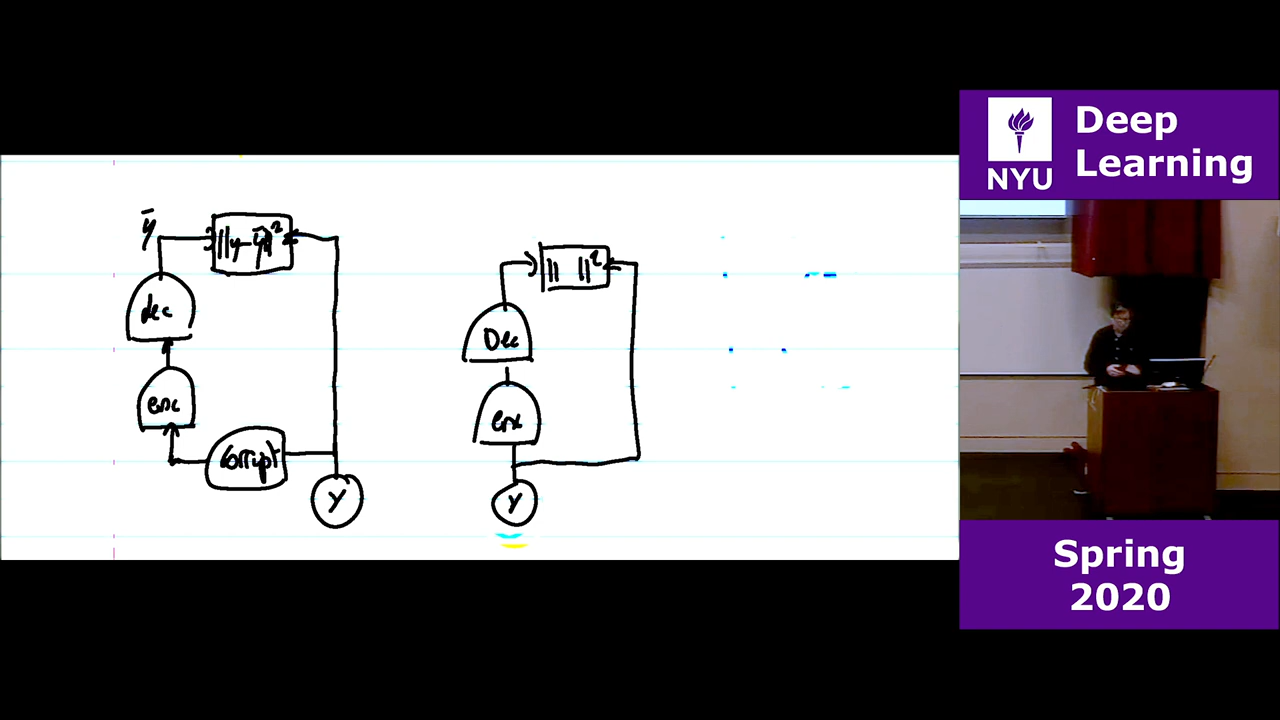 ȳ
||y-ȳ||²
dec
enc
Corrupt
Y
|| ||²
Dec
Enc
Y
NYU
Deep
Learning
Spring
2020